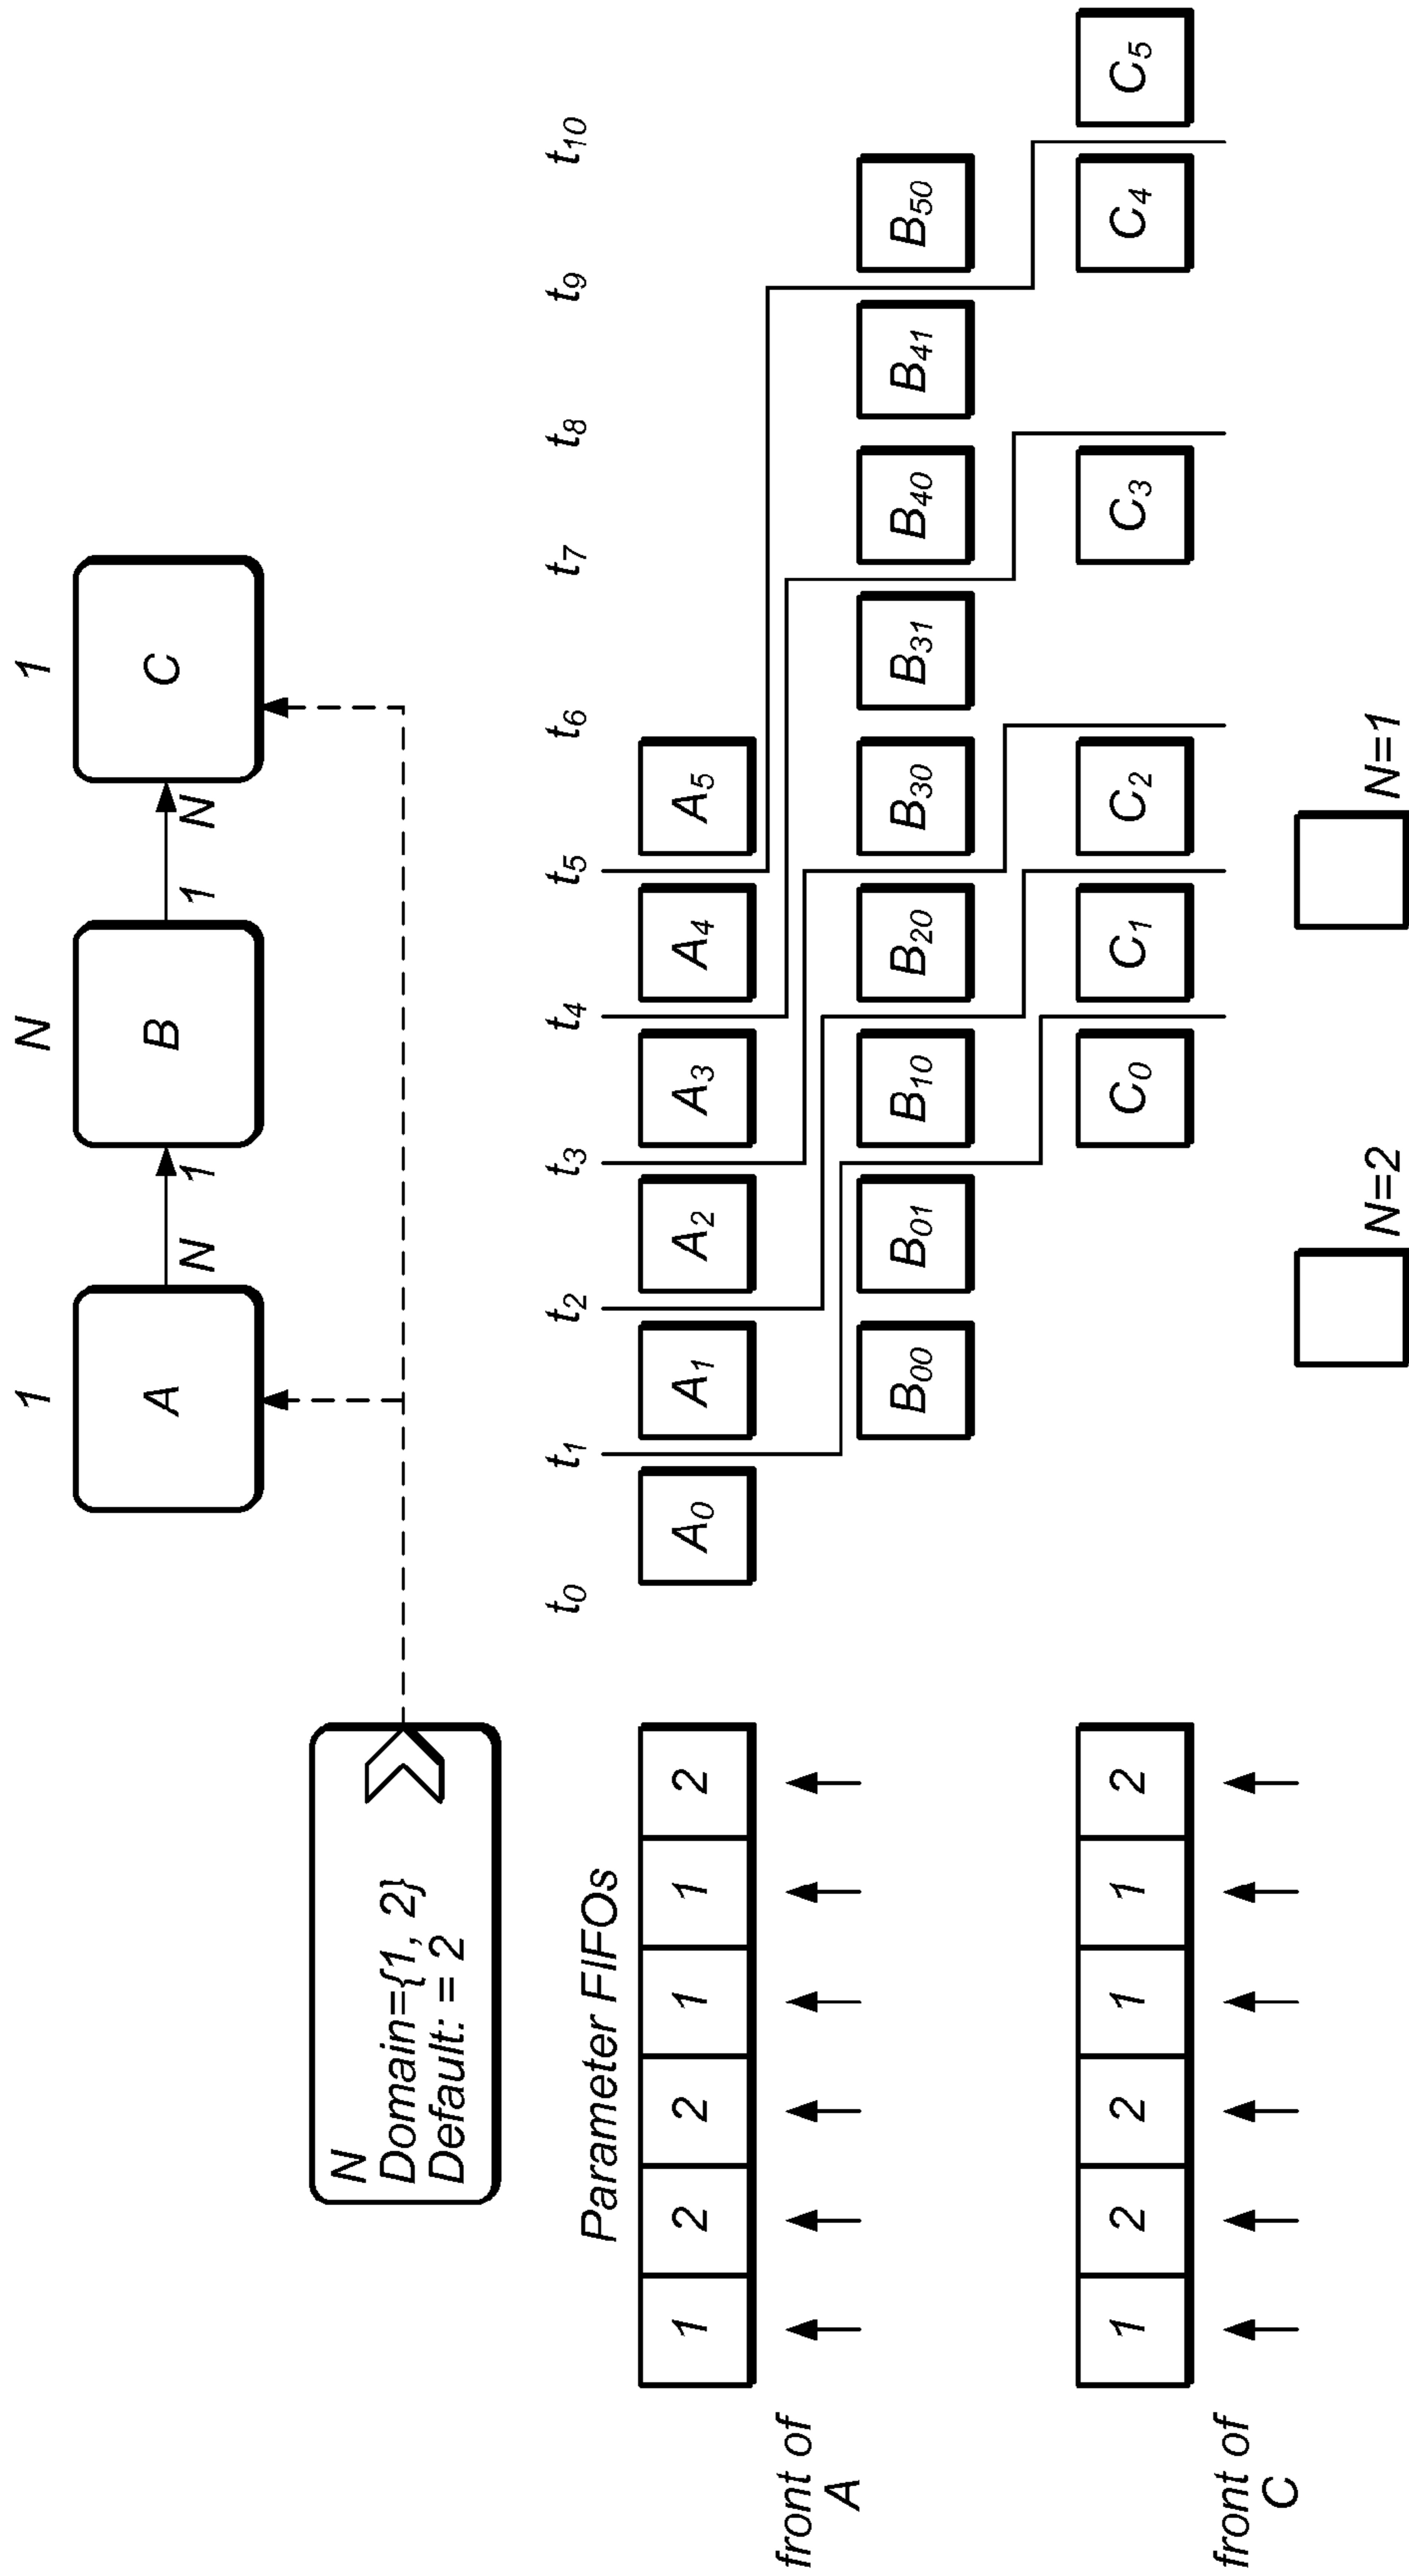 1 N 1
A B C
N 1 1 N
N
Domain={1, 2}
Default: = 2
t0 t1 t2 t3 t4 t5 t6 t7 t8 t9 t10
Parameter FIFOs
1 2 2 1 1 2
A0 A1 A2 A3 A4 A5
front of
A
B00 B01 B10 B20 B30 B31 B40 B41 B50
1 2 2 1 1 2
C0 C1 C2 C3 C4 C5
front of
C
N=2 N=1